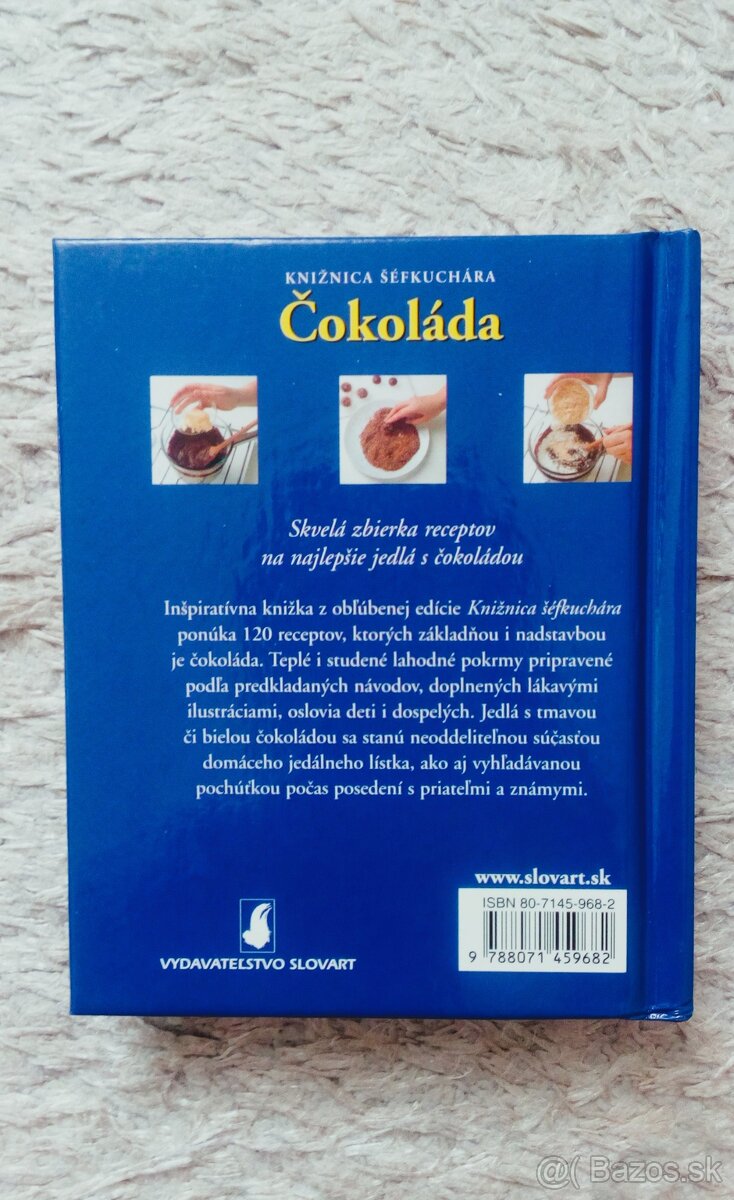 KNIŽNICA ŠÉFKUCHÁRA
Čokoláda
Skvelá zbierka receptov
na najlepšie jedlá s čokoládou
Inšpiratívna knižka z obľúbenej edície Knižnica šéfkuchára
ponúka 120 receptov, ktorých základňou i nadstavbou
je čokoláda. Teplé i studené lahodné pokrmy pripravené
podľa predkladaných návodov, doplnených lákavými
ilustráciami, oslovia deti i dospelých. Jedlá s tmavou
či bielou čokoládou sa stanú neoddeliteľnou súčasťou
domáceho jedálneho lístka, ako aj vyhľadávanou
pochúťkou počas posedení s priateľmi a známymi.
www.slovart.sk
ISBN 80-7145-968-2
9 788071 459682
VYDAVATEĽSTVO SLOVART
@( Bazos.sk